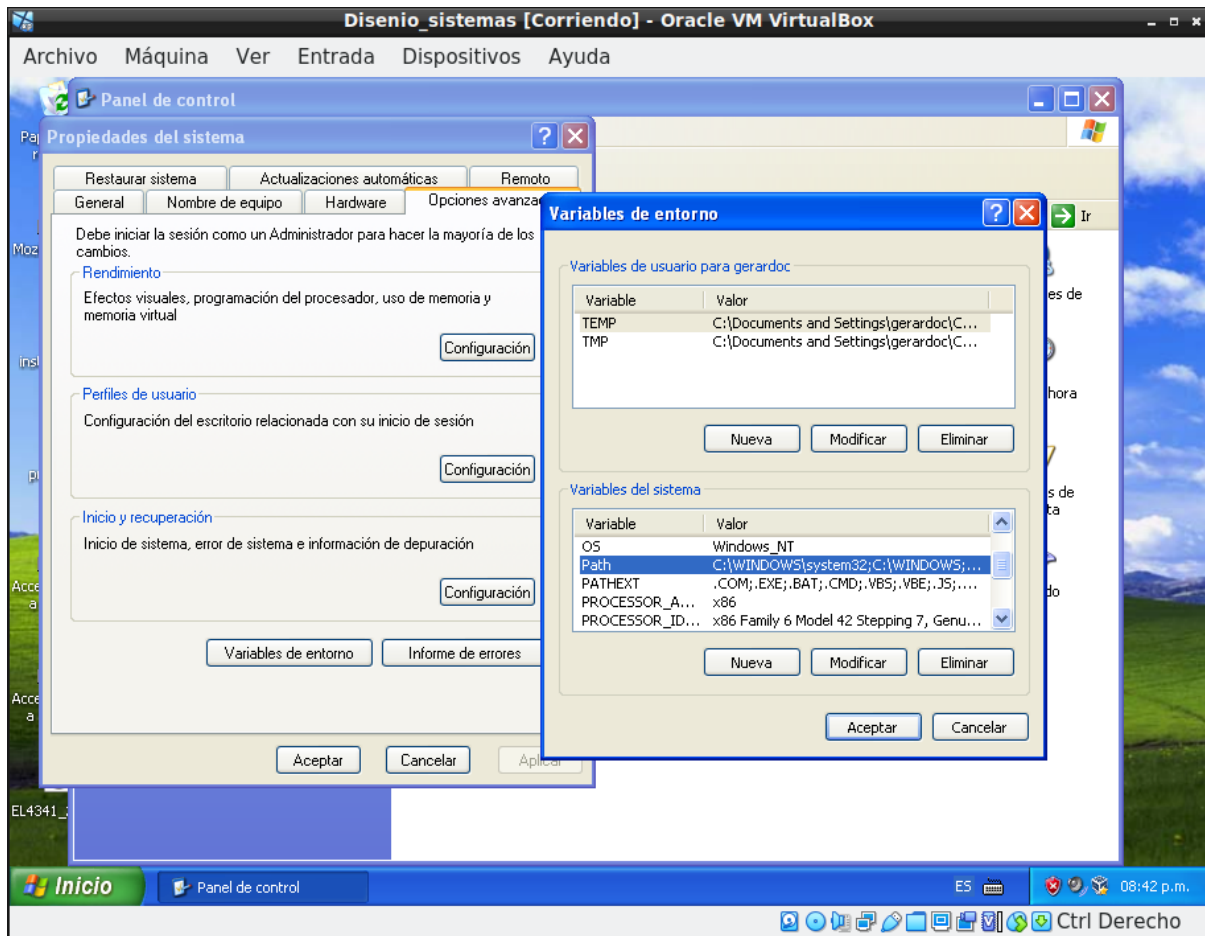 Disenio_sistemas [Corriendo] - Oracle VM VirtualBox
Archivo Máquina Ver Entrada Dispositivos Ayuda
Panel de control
Propiedades del sistema
Restaurar sistema Actualizaciones automáticas Remoto
General Nombre de equipo Hardware Opciones avanza
Debe iniciar la sesión como un Administrador para hacer la mayoría de los
cambios.
Rendimiento
Efectos visuales, programación del procesador, uso de memoria y
memoria virtual
Configuración
Perfiles de usuario
Configuración del escritorio relacionada con su inicio de sesión
Configuración
Inicio y recuperación
Inicio de sistema, error de sistema e información de depuración
Configuración
Variables de entorno Informe de errores
Aceptar Cancelar Aplicar
Variables de entorno
Variables de usuario para gerardoc
Variable Valor
TEMP C:\Documents and Settings\gerardoc\C...
TMP C:\Documents and Settings\gerardoc\C...
Nueva Modificar Eliminar
Variables del sistema
Variable Valor
OS Windows_NT
Path C:\WINDOWS\system32;C:\WINDOWS;...
PATHEXT .COM;.EXE;.BAT;.CMD;.VBS;.VBE;.JS;....
PROCESSOR_A... x86
PROCESSOR_ID... x86 Family 6 Model 42 Stepping 7, Genu...
Nueva Modificar Eliminar
Aceptar Cancelar
Ir
es de
hora
s de
ta
do
Moz
insl
Acce
a
Acce
a
EL4341_
Inicio Panel de control ES 08:42 p.m.
Ctrl Derecho